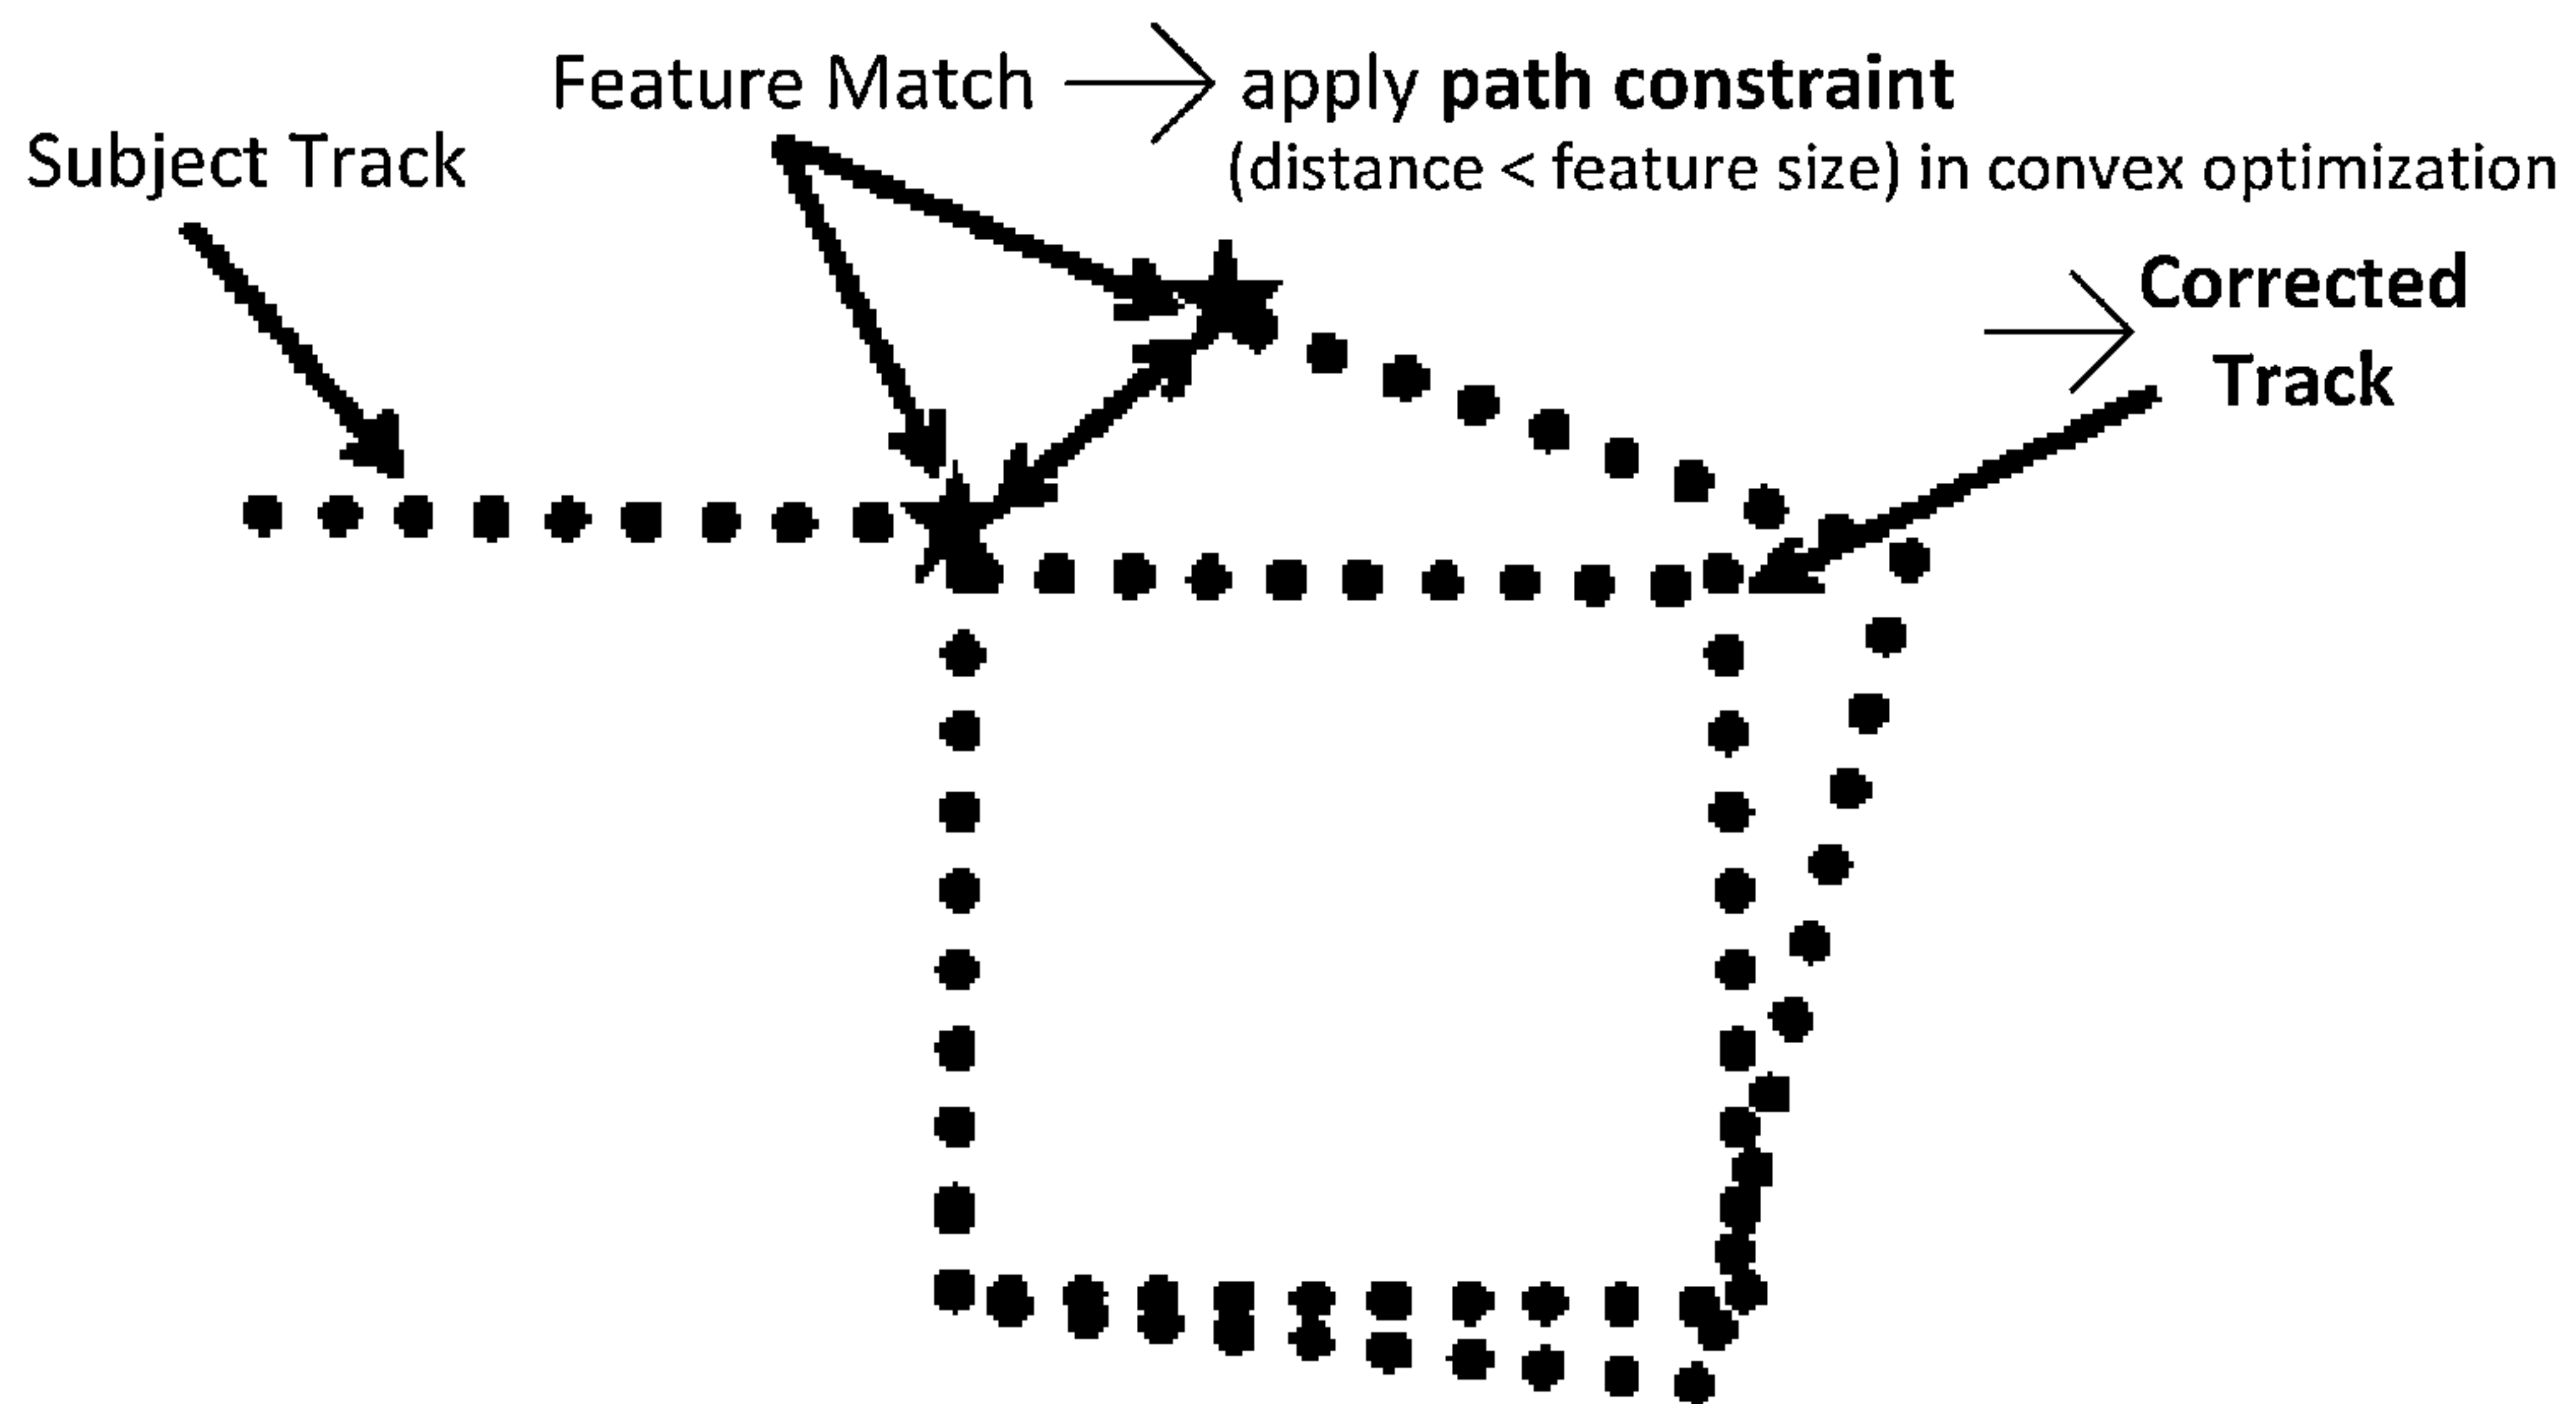 Feature Match → apply path constraint
Subject Track
(distance < feature size) in convex optimization
→ Corrected
Track